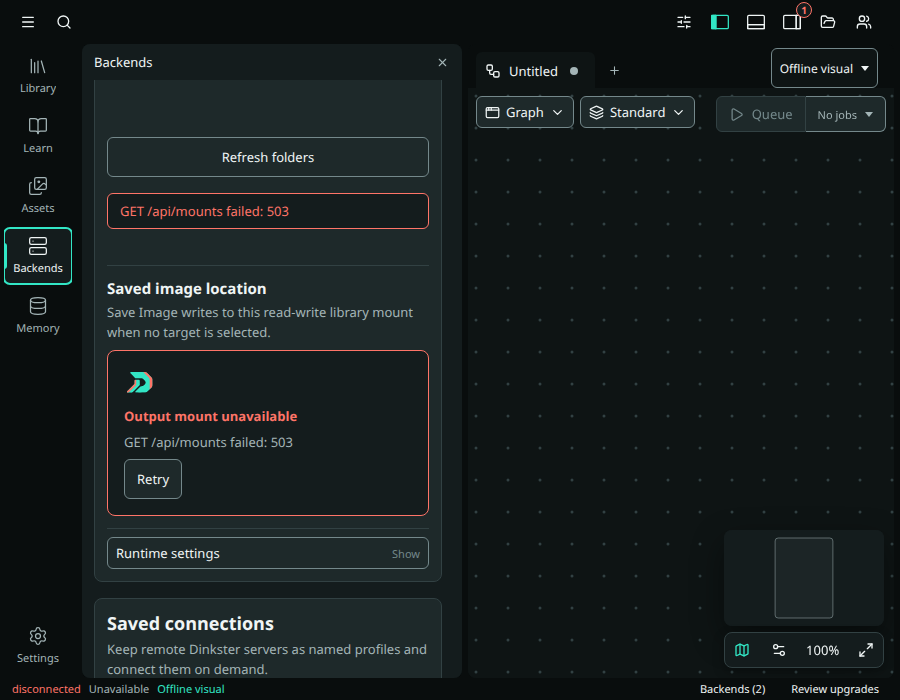 1
Library
Learn
Assets
Backends
Memory
Settings
Backends
Refresh folders
GET /api/mounts failed: 503
Saved image location
Save Image writes to this read-write library mount
when no target is selected.
Output mount unavailable
GET /api/mounts failed: 503
Retry
Runtime settings Show
Saved connections
Keep remote Dinkster servers as named profiles and
connect them on demand.
Untitled
Offline visual
Graph
Standard
Queue
No jobs
100%
disconnected Unavailable Offline visual
Backends (2) Review upgrades